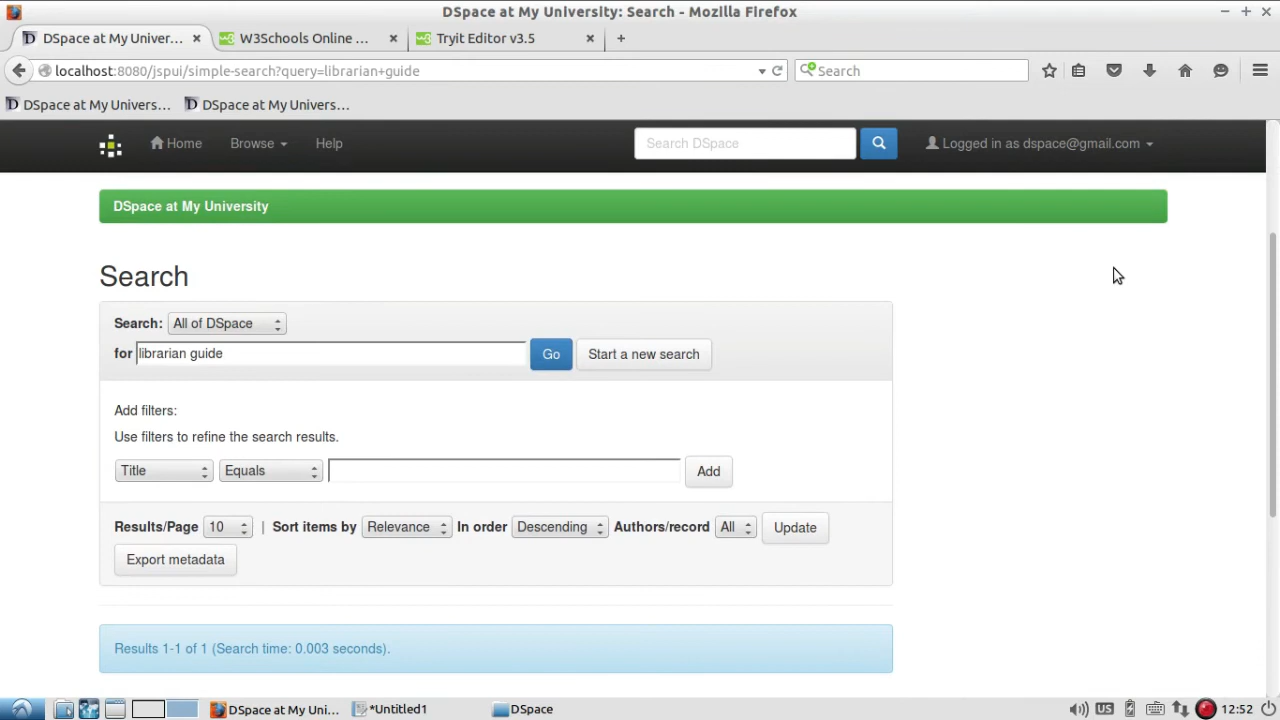 DSpace at My University: Search - Mozilla Firefox
DSpace at My Univer...
W3Schools Online ...
Tryit Editor v3.5
localhost:8080/jspui/simple-search?query=librarian+guide
Search
DSpace at My Univers...
DSpace at My Univers...
Home
Browse
Help
Search DSpace
Logged in as dspace@gmail.com
DSpace at My University
Search
Search: All of DSpace
for librarian guide Go Start a new search
Add filters:
Use filters to refine the search results.
Title Equals Add
Results/Page 10 | Sort items by Relevance In order Descending Authors/record All Update
Export metadata
Results 1-1 of 1 (Search time: 0.003 seconds).
DSpace at My Uni...
*Untitled1
DSpace
US
12:52